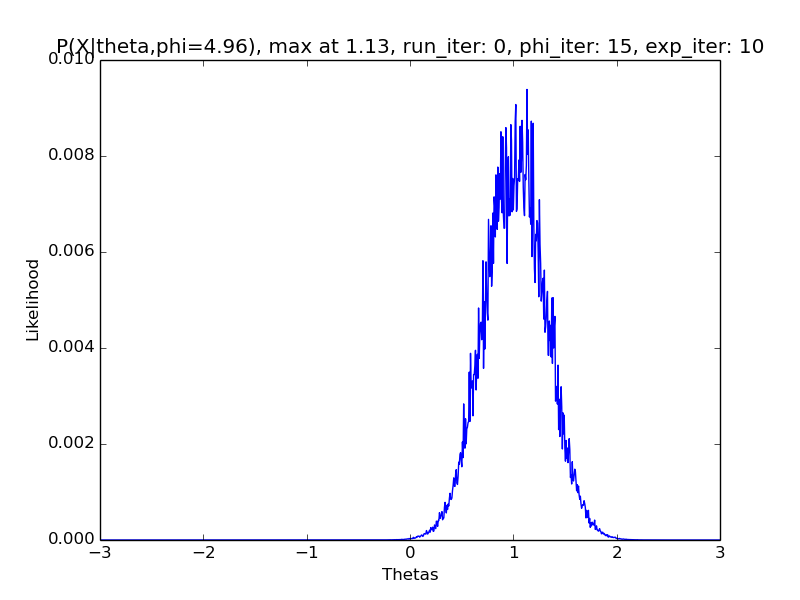 P(X|theta,phi=4.96), max at 1.13, run_iter: 0, phi_iter: 15, exp_iter: 10
0.010
0.008
0.006
0.004
0.002
0.000
Likelihood
−3 −2 −1 0 1 2 3
Thetas